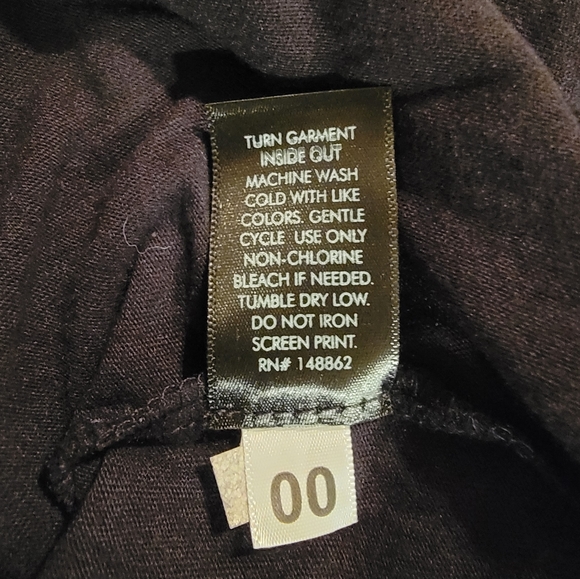 TURN GARMENT
INSIDE OUT
MACHINE WASH
COLD WITH LIKE
COLORS. GENTLE
CYCLE USE ONLY
NON-CHLORINE
BLEACH IF NEEDED.
TUMBLE DRY LOW.
DO NOT IRON
SCREEN PRINT.
RN# 148862
00